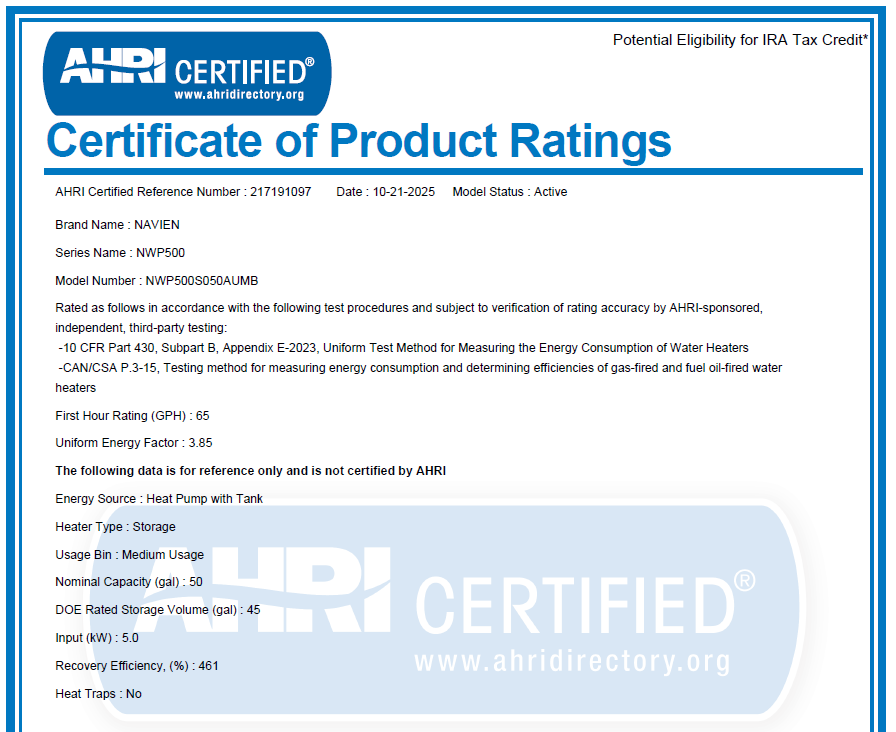 Potential Eligibility for IRA Tax Credit*
AHRI CERTIFIED®
www.ahridirectory.org
Certificate of Product Ratings
AHRI Certified Reference Number : 217191097 Date : 10-21-2025 Model Status : Active
Brand Name : NAVIEN
Series Name : NWP500
Model Number : NWP500S050AUMB
Rated as follows in accordance with the following test procedures and subject to verification of rating accuracy by AHRI-sponsored,
independent, third-party testing:
-10 CFR Part 430, Subpart B, Appendix E-2023, Uniform Test Method for Measuring the Energy Consumption of Water Heaters
-CAN/CSA P.3-15, Testing method for measuring energy consumption and determining efficiencies of gas-fired and fuel oil-fired water
heaters
First Hour Rating (GPH) : 65
Uniform Energy Factor : 3.85
The following data is for reference only and is not certified by AHRI
Energy Source : Heat Pump with Tank
Heater Type : Storage
Usage Bin : Medium Usage
Nominal Capacity (gal) : 50
DOE Rated Storage Volume (gal) : 45
Input (kW) : 5.0
Recovery Efficiency, (%) : 461
Heat Traps : No
AHRI CERTIFIED®
www.ahridirectory.org